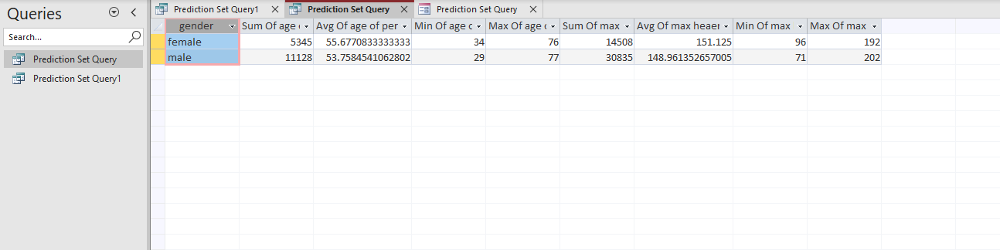 Queries
Search...
Prediction Set Query
Prediction Set Query1
Prediction Set Query1 Prediction Set Query Prediction Set Query
gender Sum Of age Avg Of age of per Min Of age Max Of age Sum Of max Avg Of max heaer Min Of max Max Of max
female 5345 55.6770833333333 34 76 14508 151.125 96 192
male 11128 53.7584541062802 29 77 30835 148.961352657005 71 202